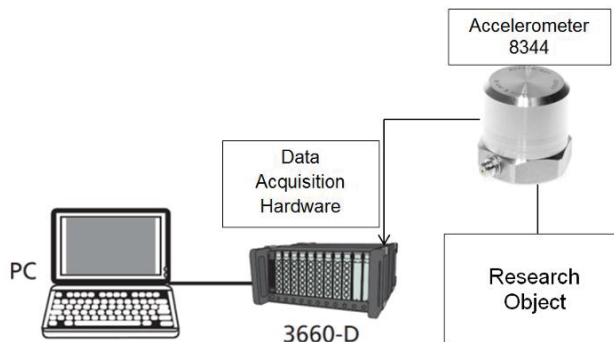 Accelerometer
8344
Data
Acquisition
Hardware
PC
Research
Object
3660-D